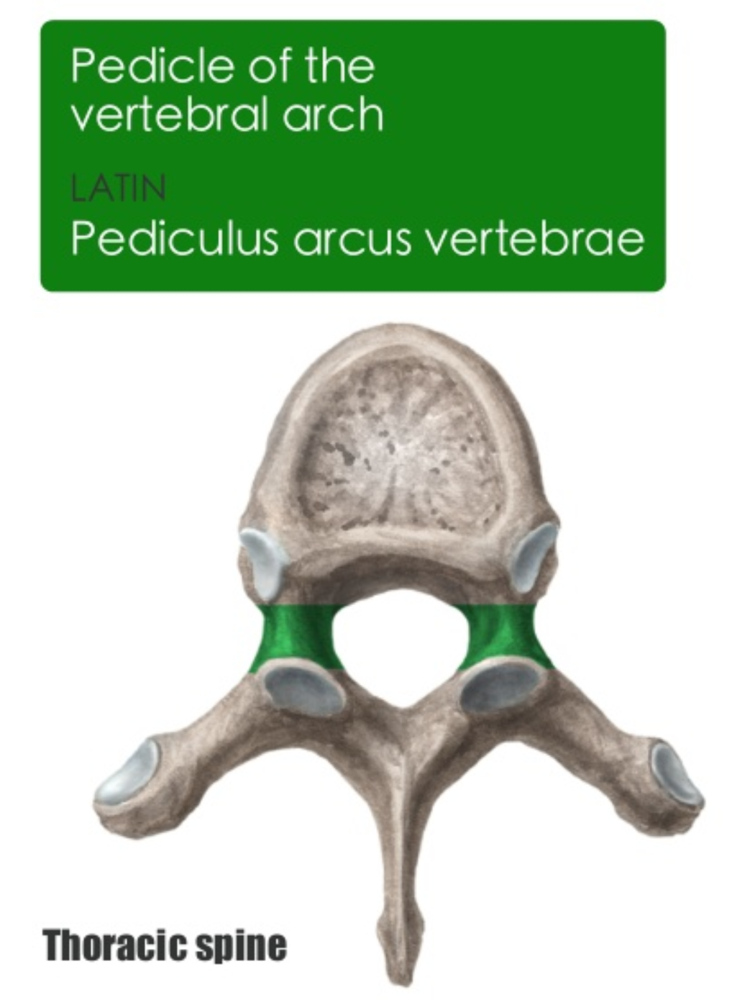 Pedicle of the
vertebral arch
LATIN
Pediculus arcus vertebrae
Thoracic spine